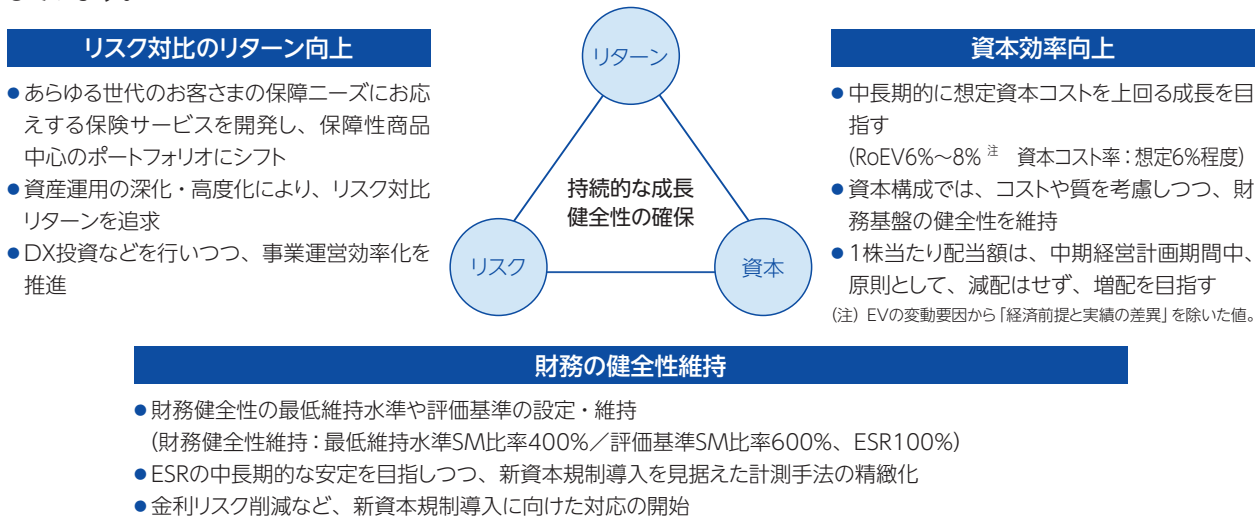 リスク対比のリターン向上
●あらゆる世代のお客さまの保障ニーズにお応
えする保険サービスを開発し、保障性商品
中心のポートフォリオにシフト
●資産運用の深化・高度化により、リスク対比
リターンを追求
●DX投資などを行いつつ、事業運営効率化を
推進
リターン
持続的な成長
健全性の確保
リスク
資本
資本効率向上
●中長期的に想定資本コストを上回る成長を目
指す
(RoEV6%~8% 注 資本コスト率:想定6%程度)
●資本構成では、コストや質を考慮しつつ、財
務基盤の健全性を維持
●1株当たり配当額は、中期経営計画期間中、
原則として、減配はせず、増配を目指す
(注) EVの変動要因から「経済前提と実績の差異」を除いた値。
財務の健全性維持
●財務健全性の最低維持水準や評価基準の設定・維持
(財務健全性維持:最低維持水準SM比率400%/評価基準SM比率600%、ESR100%)
●ESRの中長期的な安定を目指しつつ、新資本規制導入を見据えた計測手法の精緻化
●金利リスク削減など、新資本規制導入に向けた対応の開始